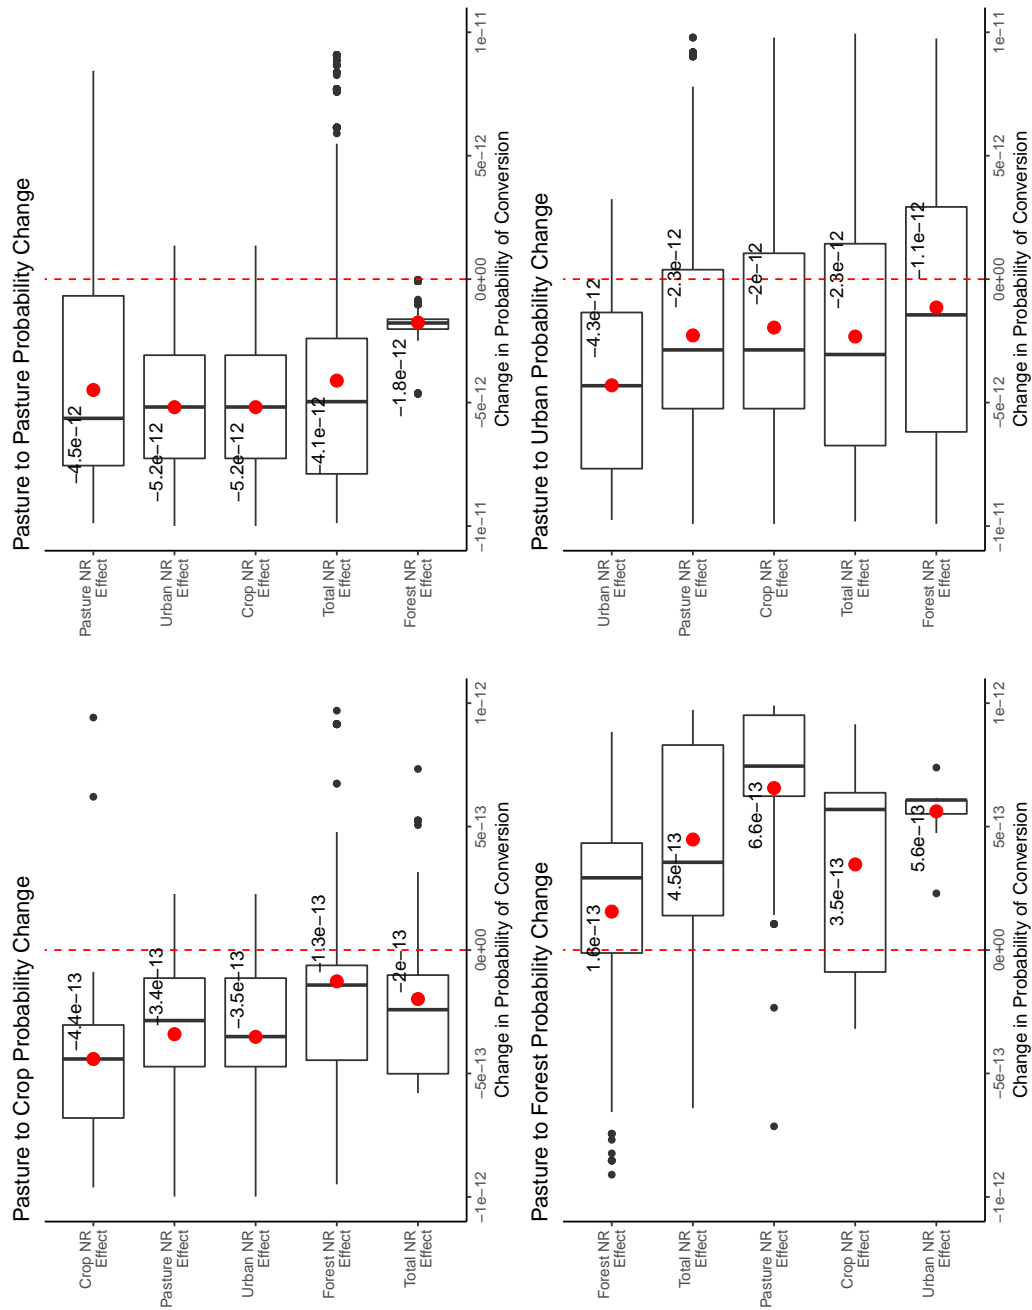 Pasture to Crop Probability Change
Crop NR
Effect
Pasture NR
Effect
Urban NR
Effect
Forest NR
Effect
Total NR
Effect
−4.4e−13
−3.4e−13
−3.5e−13
−1.3e−13
−2e−13
−1e−12
−5e−13
0e+00
5e−13
1e−12
Change in Probability of Conversion
Pasture to Pasture Probability Change
Pasture NR
Effect
Urban NR
Effect
Crop NR
Effect
Total NR
Effect
Forest NR
Effect
−4.5e−12
−5.2e−12
−5.2e−12
−4.1e−12
−1.8e−12
−1e−11
−5e−12
0e+00
5e−12
1e−11
Change in Probability of Conversion
Pasture to Forest Probability Change
Forest NR
Effect
Total NR
Effect
Pasture NR
Effect
Crop NR
Effect
Urban NR
Effect
1.6e−13
4.5e−13
6.6e−13
3.5e−13
5.6e−13
−1e−12
−5e−13
0e+00
5e−13
1e−12
Change in Probability of Conversion
Pasture to Urban Probability Change
Urban NR
Effect
Pasture NR
Effect
Crop NR
Effect
Total NR
Effect
Forest NR
Effect
−4.3e−12
−2.3e−12
−2e−12
−2.3e−12
−1.1e−12
−1e−11
−5e−12
0e+00
5e−12
1e−11
Change in Probability of Conversion